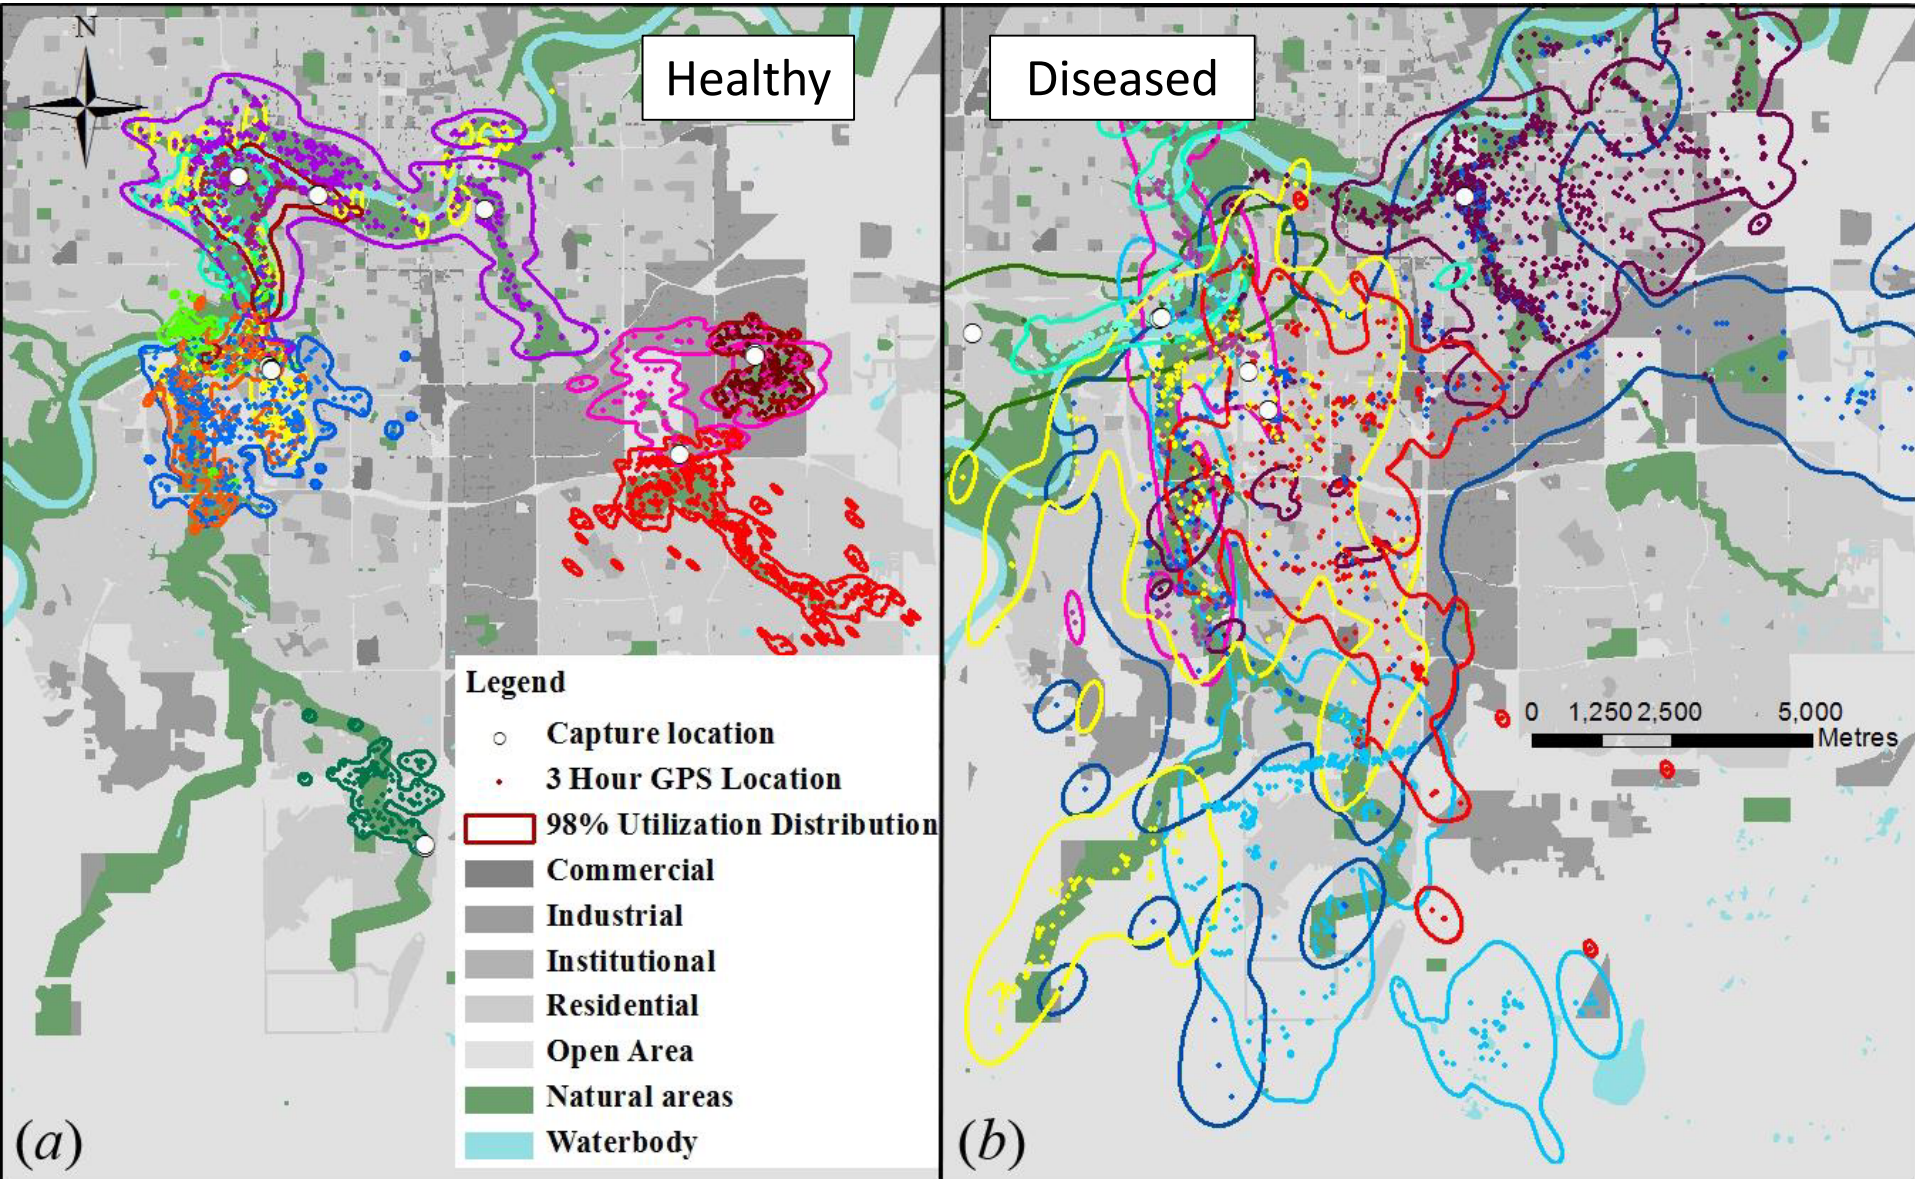 N
Healthy
Diseased
Legend
Capture location
3 Hour GPS Location
98% Utilization Distribution
Commercial
Industrial
Institutional
Residential
Open Area
Natural areas
Waterbody
0 1,250 2,500 5,000
Metres
(a)
(b)